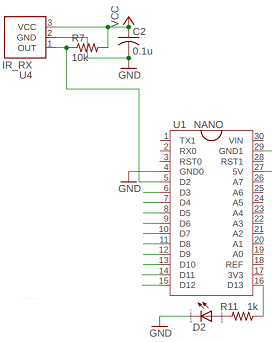 VCC
VCC 3
GND 2
OUT 1
IR_RX
U4
R7
10k
C2
0.1u
GND
U1 NANO
1 TX1 VIN 30
2 RX0 GND1 29
3 RST0 RST1 28
4 GND0 5V 27
5 D2 A7 26
6 D3 A6 25
7 D4 A5 24
8 D5 A4 23
9 D6 A3 22
10 D7 A2 21
11 D8 A1 20
12 D9 A0 19
13 D10 REF 18
14 D11 3V3 17
15 D12 D13 16
GND
R11 1k
D2
GND